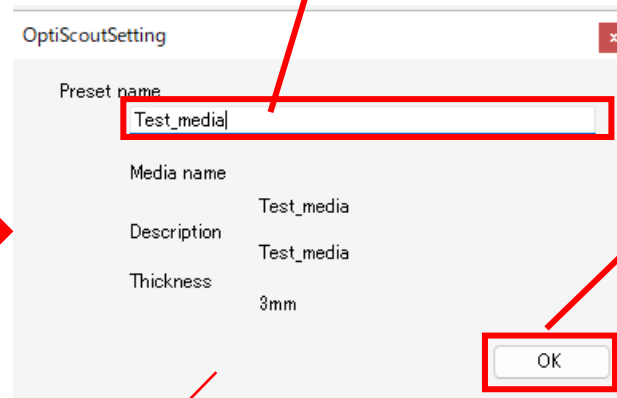 OptiScoutSetting
x
Preset name
Test_media
Media name
Test_media
Description
Test_media
Thickness
3mm
OK